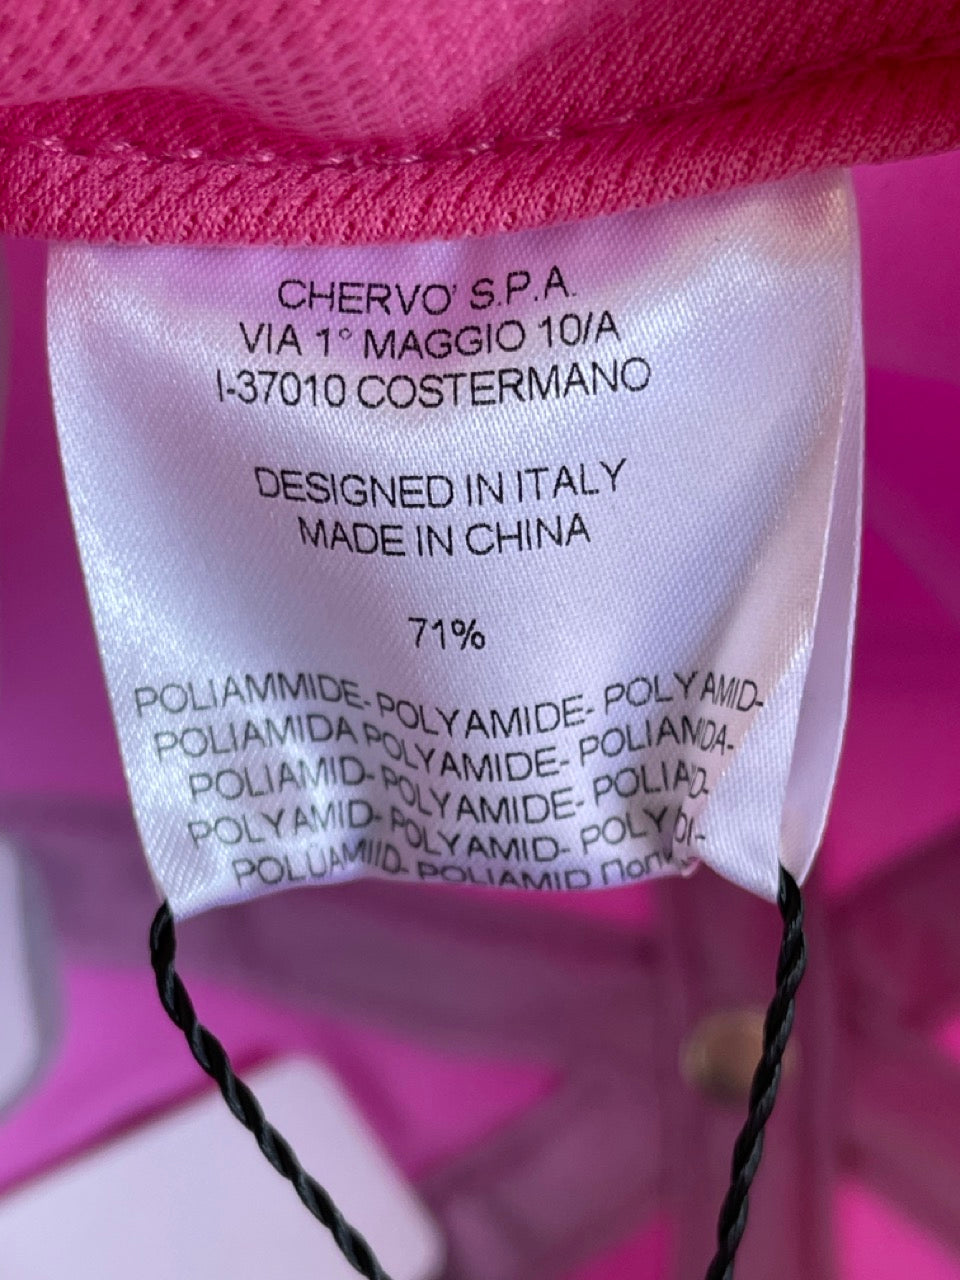 CHERVO' S.P.A.
VIA 1° MAGGIO 10/A
I-37010 COSTERMANO
DESIGNED IN ITALY
MADE IN CHINA
71%
POLIAMMIDE- POLYAMIDE- POLYAMID-
POLIAMIDA POLYAMIDE- POLIAMIDA-
POLIAMID- POLYAMIDE-
POLYAMID- POLYAMID-
POLÜAMIID- POLIAMID